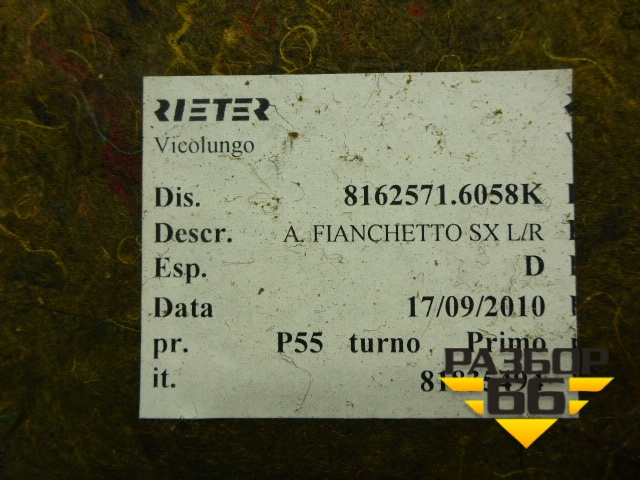 RIETER
Vicolungo
Dis. 8162571.6058K
Descr. A. FIANCHETTO SX L/R
Esp. D
Data 17/09/2010
pr. P55 turno Primo
it.
РАЗБОР
66